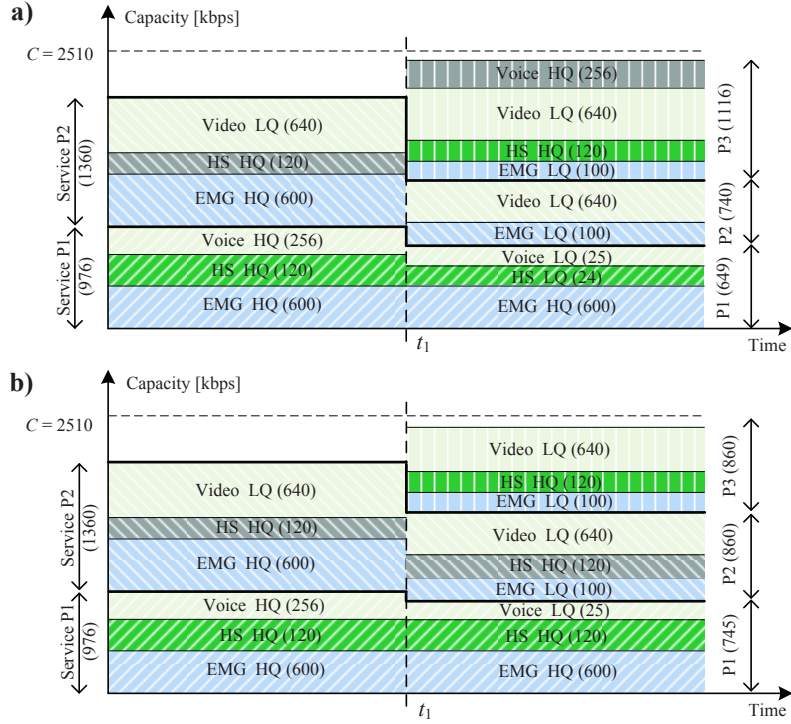 a)
Capacity [kbps]
C = 2510
Voice HQ (256)
Video LQ (640)
Video LQ (640)
HS HQ (120)
HS HQ (120)
EMG LQ (100)
EMG HQ (600)
Video LQ (640)
EMG LQ (100)
Voice HQ (256)
Voice LQ (25)
HS HQ (120)
HS LQ (24)
EMG HQ (600)
EMG HQ (600)
Service P2
(1360)
Service P1
(976)
P3 (1116)
P2 (740)
P1 (649)
t1
Time
b)
Capacity [kbps]
C = 2510
Video LQ (640)
HS HQ (120)
EMG LQ (100)
Video LQ (640)
HS HQ (120)
EMG HQ (600)
Video LQ (640)
HS HQ (120)
EMG LQ (100)
Voice HQ (256)
Voice LQ (25)
HS HQ (120)
HS HQ (120)
EMG HQ (600)
EMG HQ (600)
Service P2
(1360)
Service P1
(976)
P3 (860)
P2 (860)
P1 (745)
t1
Time